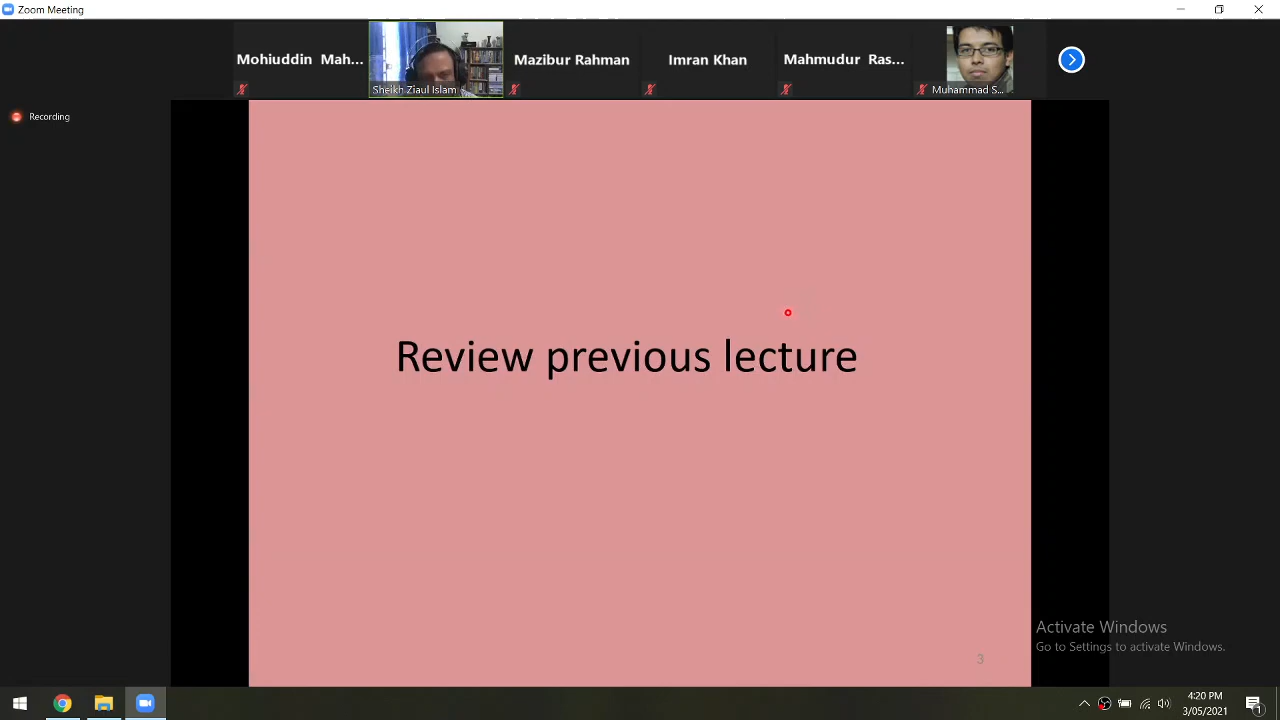 Zoom Meeting
Mohiuddin Mah...
Sheikh Ziaul Islam
Mazibur Rahman
Imran Khan
Mahmudur Ras...
Muhammad S...
Recording
Review previous lecture
3
Activate Windows
Go to Settings to activate Windows.
4:20 PM
3/05/2021
1